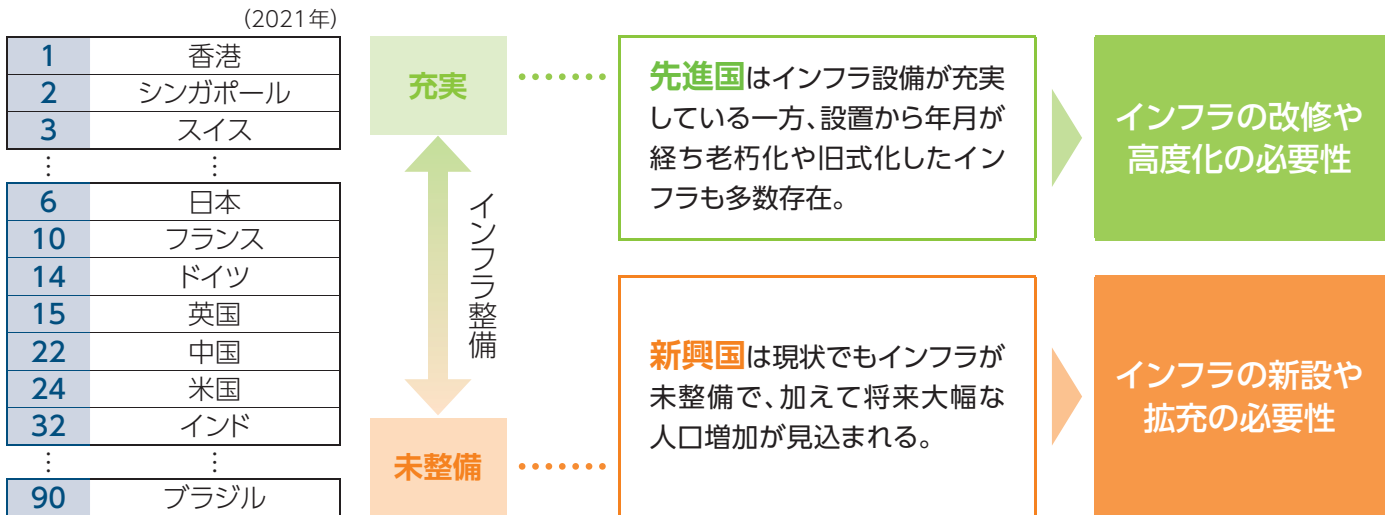 (2021年)
1 香港
2 シンガポール
3 スイス
⋮ ⋮
6 日本
10 フランス
14 ドイツ
15 英国
22 中国
24 米国
32 インド
⋮ ⋮
90 ブラジル
充実
インフラ整備
未整備
先進国はインフラ設備が充実
している一方、設置から年月が
経ち老朽化や旧式化したイン
フラも多数存在。
インフラの改修や
高度化の必要性
新興国は現状でもインフラが
未整備で、加えて将来大幅な
人口増加が見込まれる。
インフラの新設や
拡充の必要性